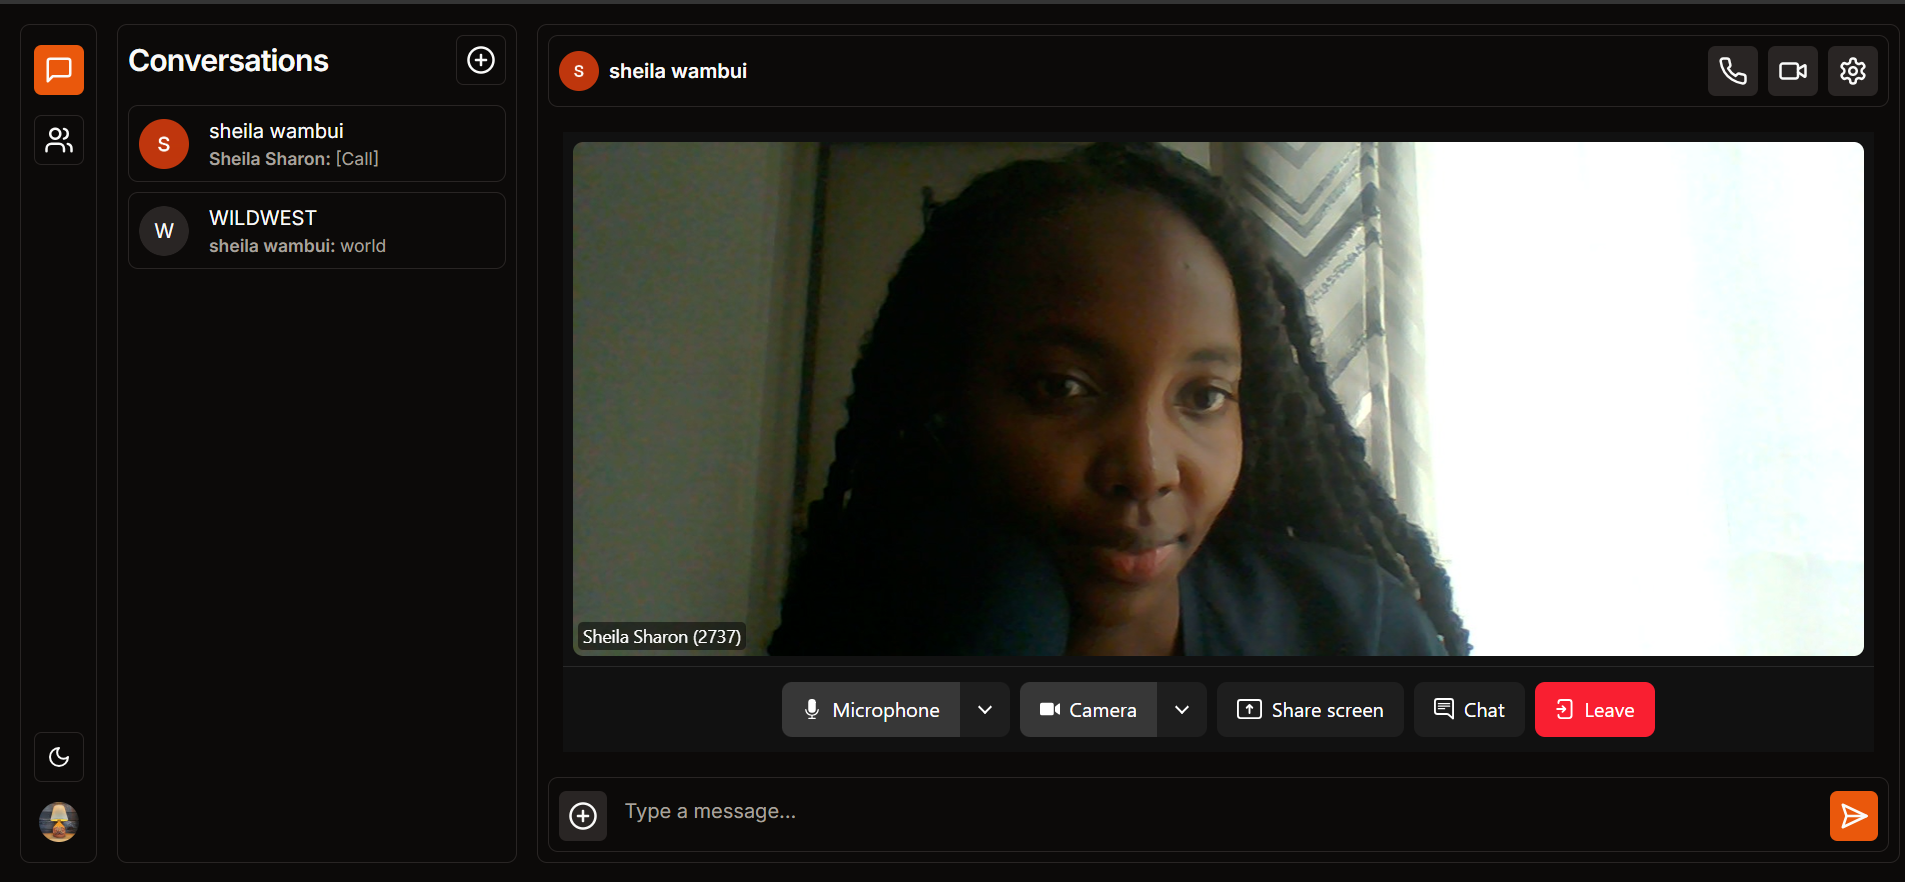 Conversations
S
sheila wambui
Sheila Sharon: [Call]
W
WILDWEST
sheila wambui: world
S
sheila wambui
Sheila Sharon (2737)
Microphone
Camera
Share screen
Chat
Leave
Type a message...